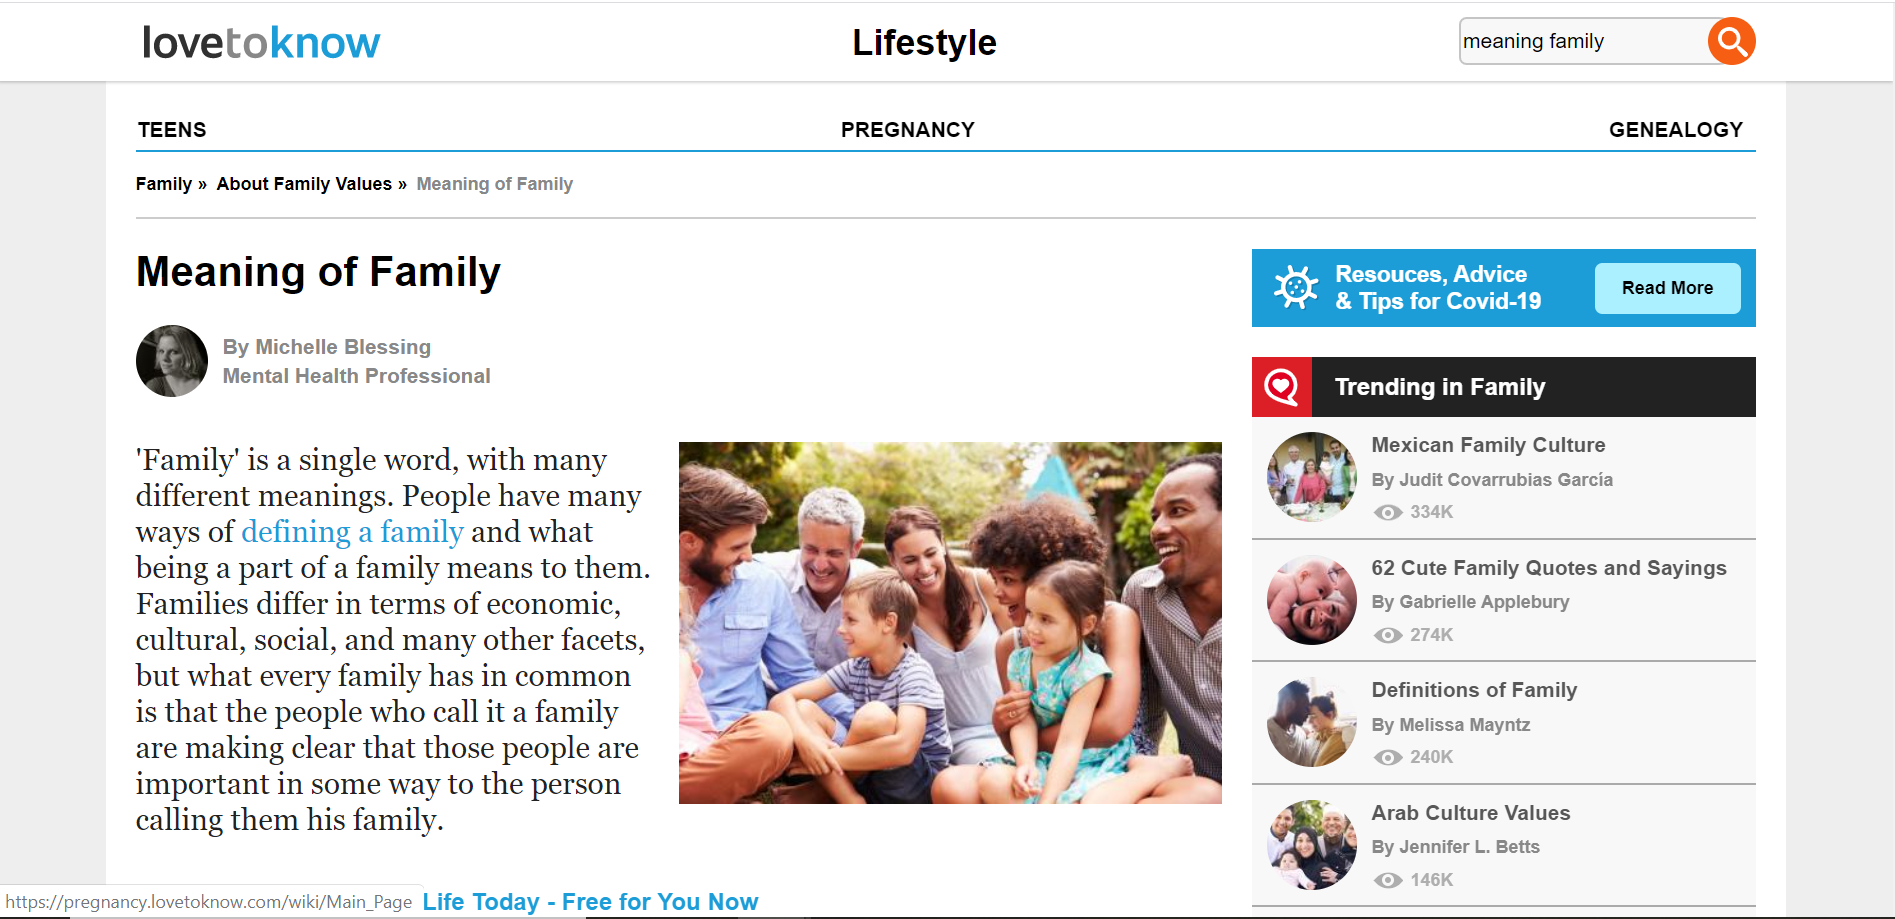 lovetoknow
Lifestyle
meaning family
TEENS
PREGNANCY
GENEALOGY
Family » About Family Values » Meaning of Family
Meaning of Family
By Michelle Blessing
Mental Health Professional
'Family' is a single word, with many
different meanings. People have many
ways of defining a family and what
being a part of a family means to them.
Families differ in terms of economic,
cultural, social, and many other facets,
but what every family has in common
is that the people who call it a family
are making clear that those people are
important in some way to the person
calling them his family.
Life Today - Free for You Now
https://pregnancy.lovetoknow.com/wiki/Main_Page
Resouces, Advice
& Tips for Covid-19
Read More
Trending in Family
Mexican Family Culture
By Judit Covarrubias García
334K
62 Cute Family Quotes and Sayings
By Gabrielle Applebury
274K
Definitions of Family
By Melissa Mayntz
240K
Arab Culture Values
By Jennifer L. Betts
146K